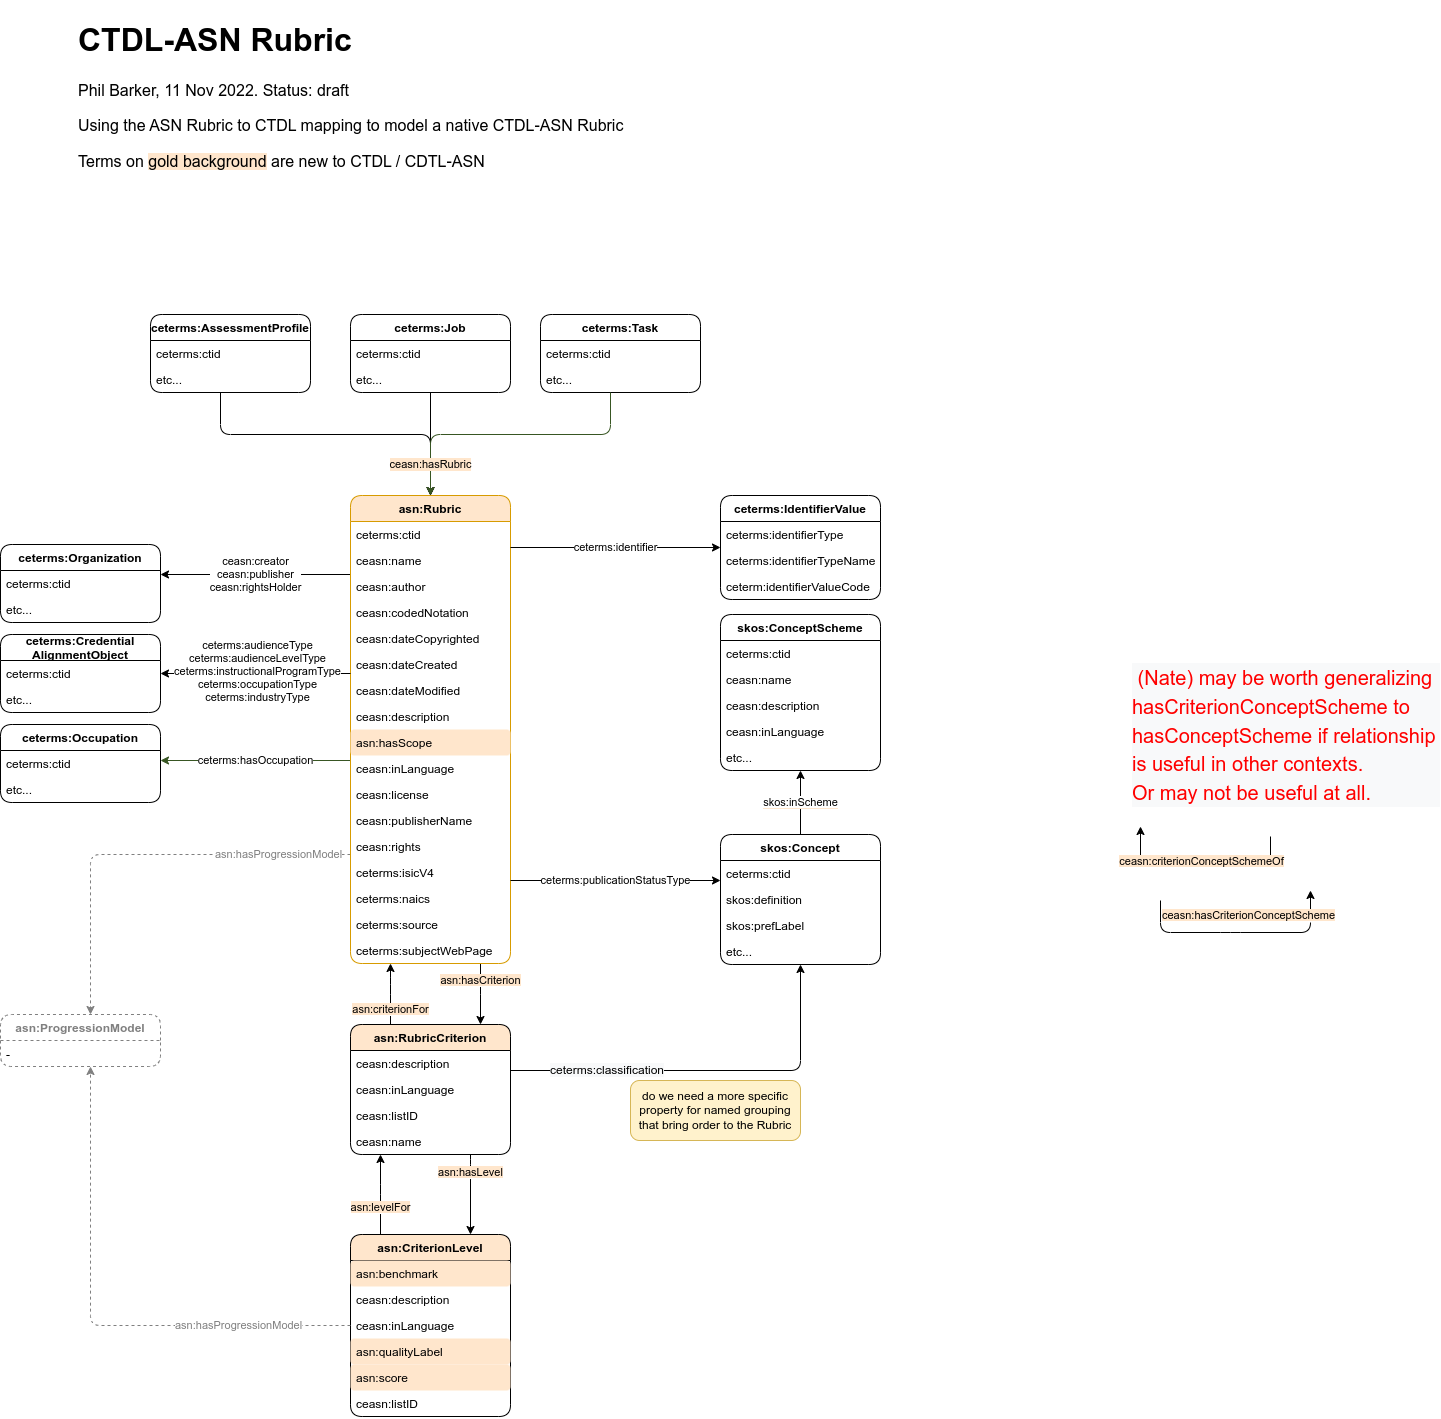 CTDL-ASN Rubric
Phil Barker, 11 Nov 2022. Status: draft
Using the ASN Rubric to CTDL mapping to model a native CTDL-ASN Rubric
Terms on gold background are new to CTDL / CDTL-ASN
ceterms:AssessmentProfile
ceterms:ctid
etc...
ceterms:Job
ceterms:ctid
etc...
ceterms:Task
ceterms:ctid
etc...
ceasn:hasRubric
asn:Rubric
ceterms:ctid
ceasn:name
ceasn:author
ceasn:codedNotation
ceasn:dateCopyrighted
ceasn:dateCreated
ceasn:dateModified
ceasn:description
asn:hasScope
ceasn:inLanguage
ceasn:license
ceasn:publisherName
ceasn:rights
ceterms:isicV4
ceterms:naics
ceterms:source
ceterms:subjectWebPage
ceterms:Organization
ceterms:ctid
etc...
ceasn:creator
ceasn:publisher
ceasn:rightsHolder
ceterms:Credential
AlignmentObject
ceterms:ctid
etc...
ceterms:audienceType
ceterms:audienceLevelType
ceterms:instructionalProgramType
ceterms:occupationType
ceterms:industryType
ceterms:Occupation
ceterms:ctid
etc...
ceterms:hasOccupation
asn:hasProgressionModel
asn:ProgressionModel
-
ceterms:identifier
ceterms:IdentifierValue
ceterms:identifierType
ceterms:identifierTypeName
ceterm:identifierValueCode
skos:ConceptScheme
ceterms:ctid
ceasn:name
ceasn:description
ceasn:inLanguage
etc...
skos:inScheme
skos:Concept
ceterms:ctid
skos:definition
skos:prefLabel
etc...
ceterms:publicationStatusType
(Nate) may be worth generalizing
hasCriterionConceptScheme to
hasConceptScheme if relationship
is useful in other contexts.
Or may not be useful at all.
ceasn:criterionConceptSchemeOf
ceasn:hasCriterionConceptScheme
asn:hasCriterion
asn:criterionFor
asn:RubricCriterion
ceasn:description
ceasn:inLanguage
ceasn:listID
ceasn:name
ceterms:classification
do we need a more specific
property for named grouping
that bring order to the Rubric
asn:hasLevel
asn:levelFor
asn:CriterionLevel
asn:benchmark
ceasn:description
ceasn:inLanguage
asn:qualityLabel
asn:score
ceasn:listID
asn:hasProgressionModel